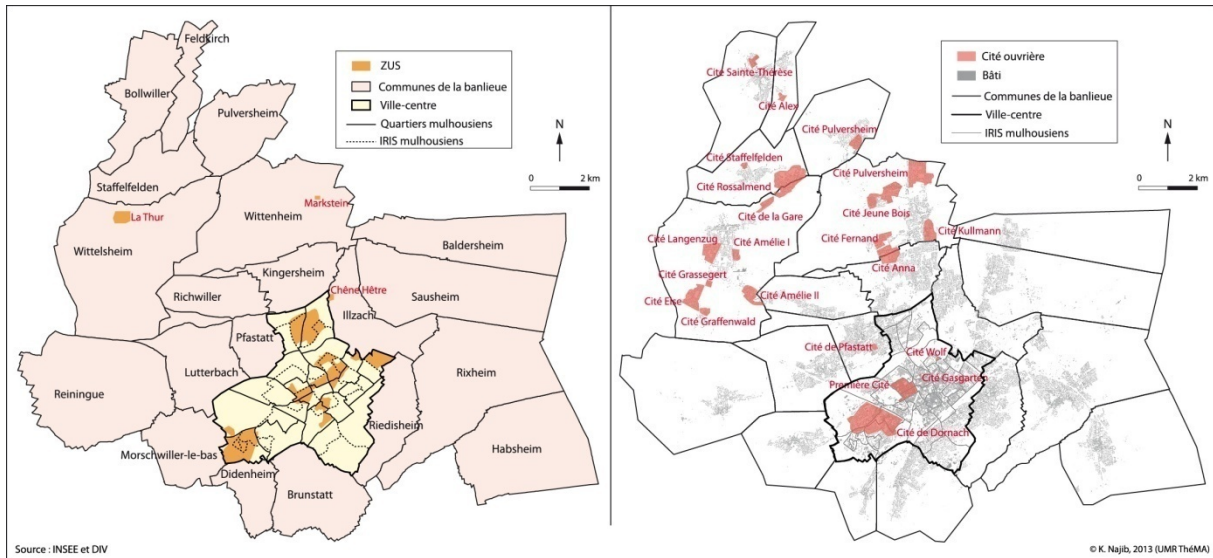 Feldkirch
Bollwiller
Pulversheim
Staffelfelden
La Thur
Wittelsheim
Markstein
Wittenheim
Baldersheim
Kingersheim
Richwiller
Chêne Hêtre
Sausheim
Illzach
Pfastatt
Lutterbach
Reiningue
Rixheim
Riedisheim
Habsheim
Morschwiller-le-bas
Didenheim
Brunstatt
ZUS
Communes de la banlieue
Ville-centre
Quartiers mulhousiens
IRIS mulhousiens
N
0 2 km
Source : INSEE et DIV
Cité Sainte-Thérèse
Cité Alex
Cité Pulversheim
Cité Staffelfelden
Cité Rossalmend
Cité Pulversheim
Cité de la Gare
Cité Jeune Bois
Cité Kullmann
Cité Langenzug
Cité Amélie I
Cité Fernand
Cité Anna
Cité Grassegert
Cité Else
Cité Amélie II
Cité Graffenwald
Cité de Pfastatt
Cité Wolf
Première Cité
Cité Gasgarten
Cité de Dornach
Cité ouvrière
Bâti
Communes de la banlieue
Ville-centre
IRIS mulhousiens
N
0 2 km
© K. Najib, 2013 (UMR ThéMA)